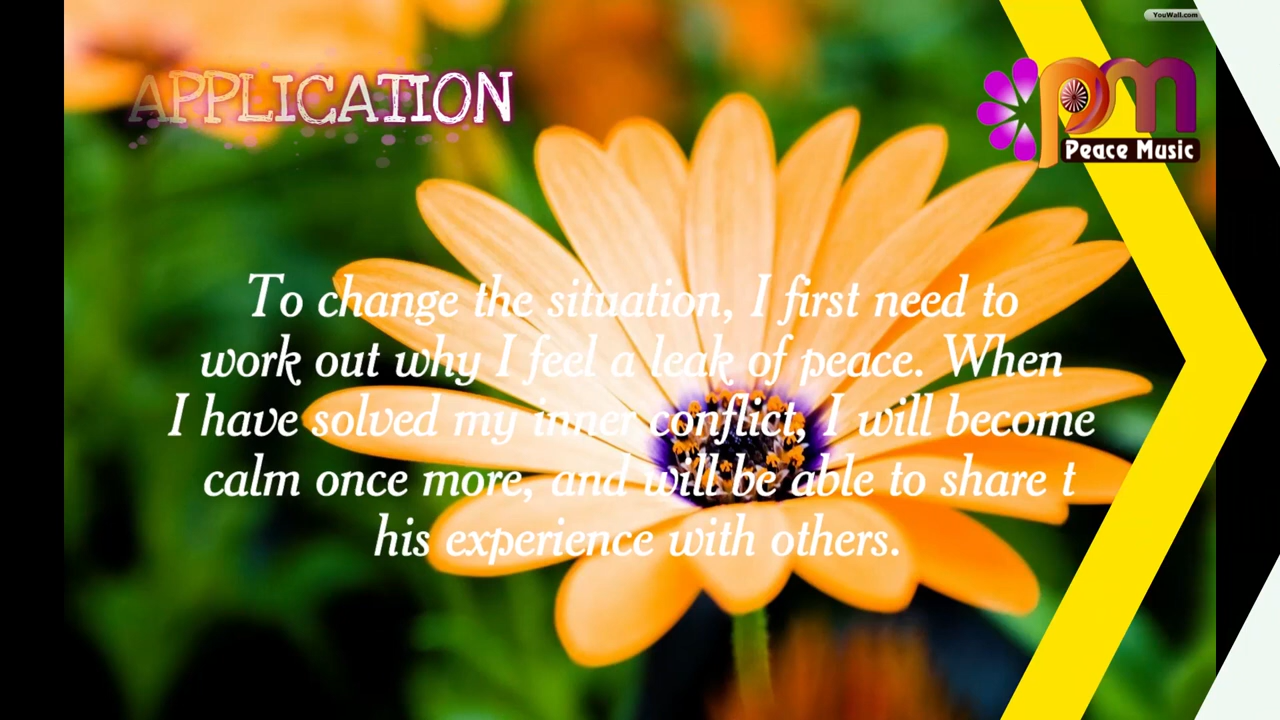 YouWall.com
APPLICATION
pm
Peace Music
To change the situation, I first need to
work out why I feel a leak of peace. When
I have solved my inner conflict, I will become
calm once more, and will be able to share t
his experience with others.